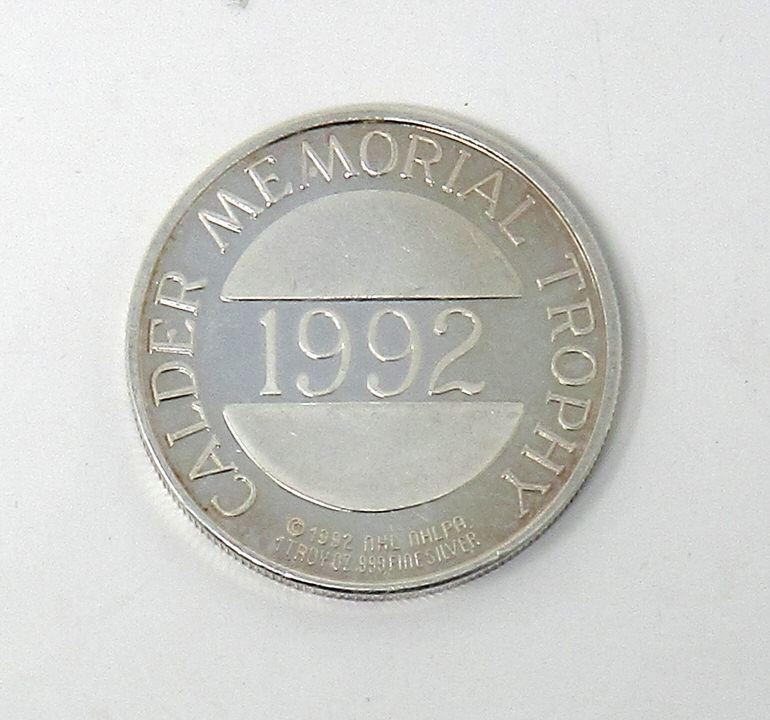 CALDER MEMORIAL TROPHY
1992
© 1992 NHL NHLPA.
1 TROY OZ .999 FINE SILVER